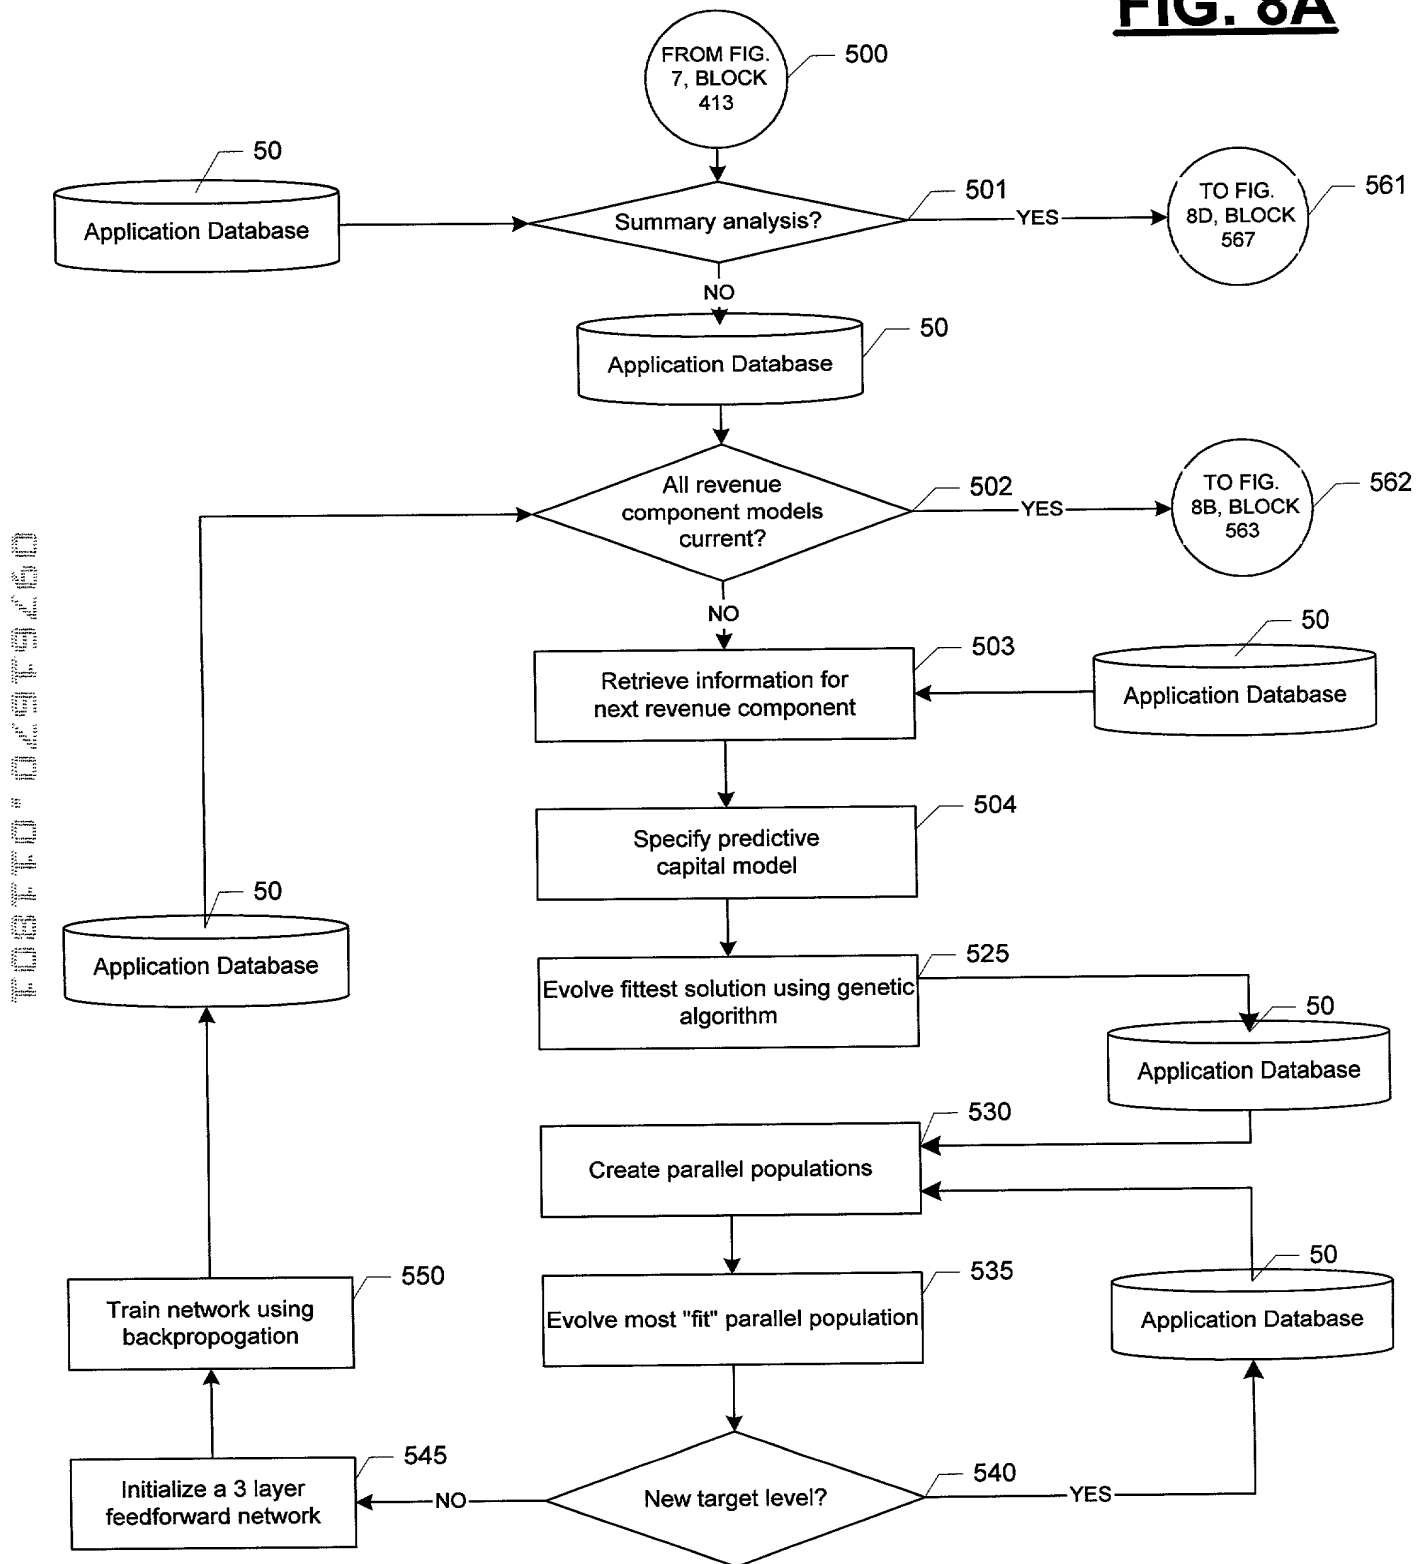 FIG. 8A
FROM FIG.
7, BLOCK
413
500
50
Application Database
Summary analysis?
501
YES
TO FIG.
8D, BLOCK
567
561
NO
Application Database
50
All revenue
component models
current?
502
YES
TO FIG.
8B, BLOCK
563
562
NO
Retrieve information for
next revenue component
503
50
Application Database
Specify predictive
capital model
504
50
Application Database
Evolve fittest solution using genetic
algorithm
525
50
Application Database
Create parallel populations
530
Evolve most "fit" parallel population
535
50
Application Database
Train network using
backpropogation
550
Initialize a 3 layer
feedforward network
545
NO
New target level?
540
YES
09761670.011801